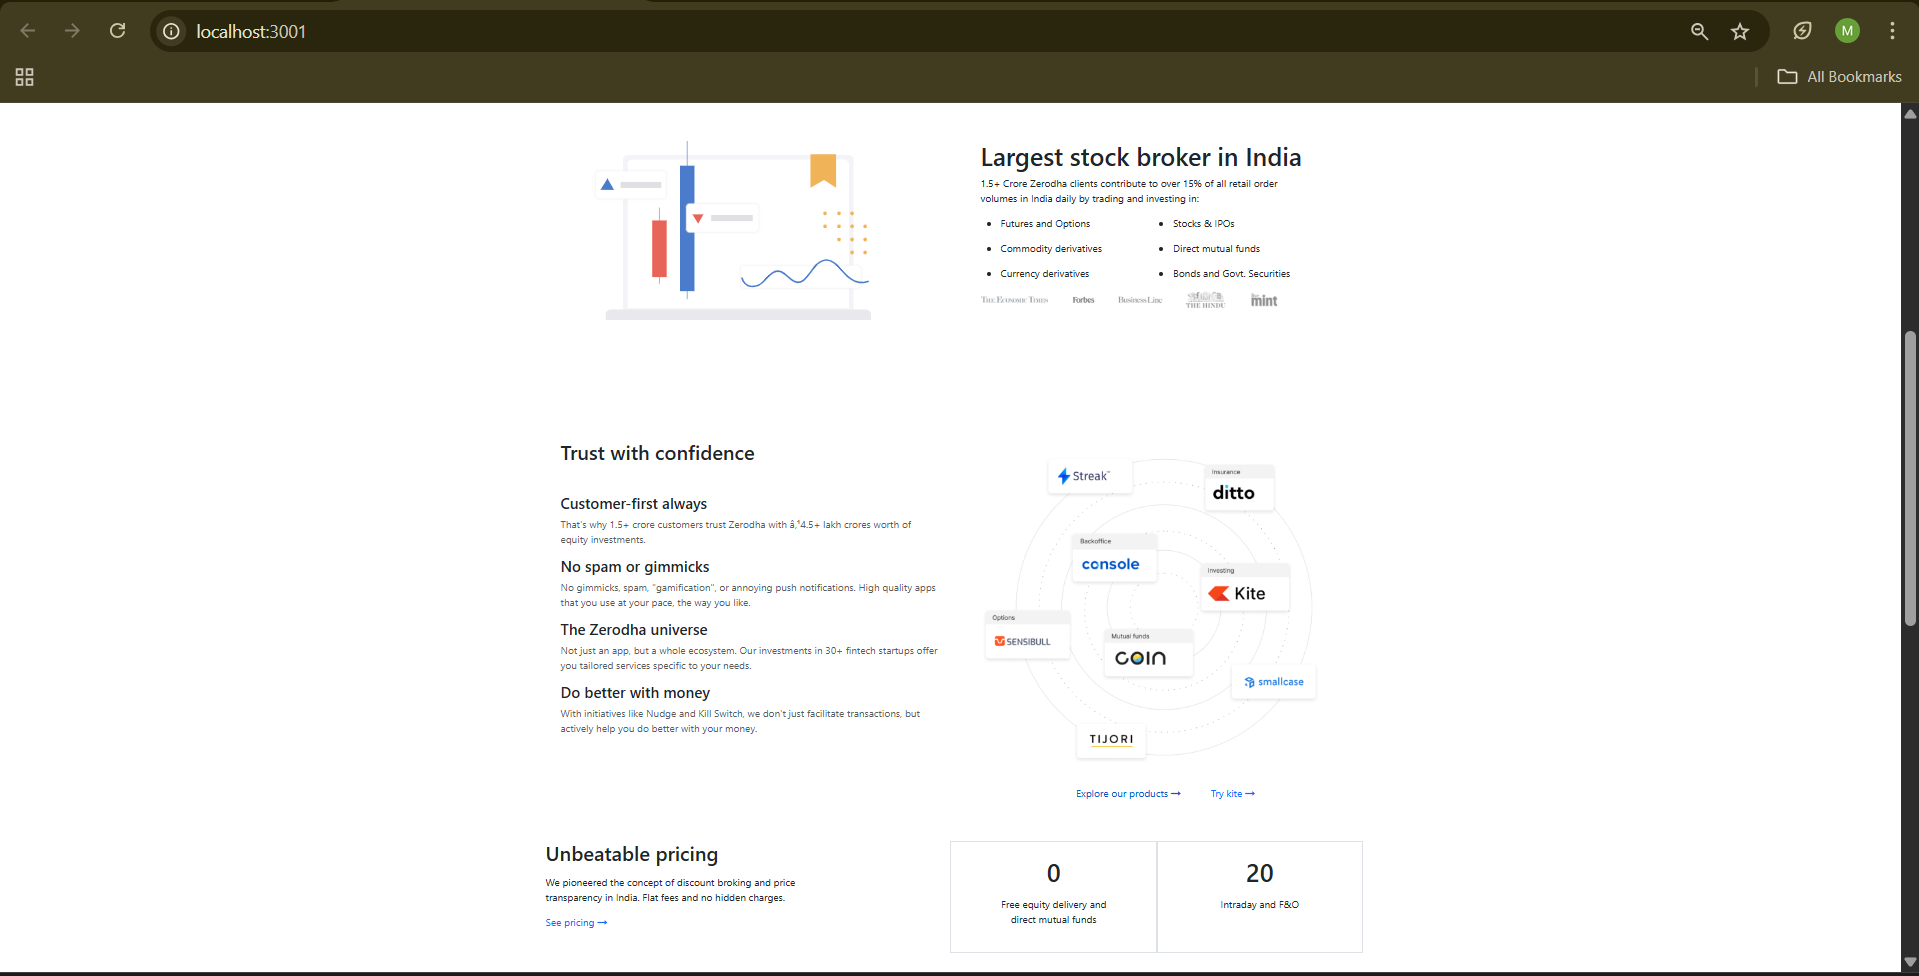 localhost:3001
M
All Bookmarks
Largest stock broker in India
1.5+ Crore Zerodha clients contribute to over 15% of all retail order
volumes in India daily by trading and investing in:
Futures and Options
Stocks & IPOs
Commodity derivatives
Direct mutual funds
Currency derivatives
Bonds and Govt. Securities
THE ECONOMIC TIMES
Forbes
BusinessLine
THE HINDU
mint
Trust with confidence
Customer-first always
That's why 1.5+ crore customers trust Zerodha with â‚¹4.5+ lakh crores worth of
equity investments.
No spam or gimmicks
No gimmicks, spam, "gamification", or annoying push notifications. High quality apps
that you use at your pace, the way you like.
The Zerodha universe
Not just an app, but a whole ecosystem. Our investments in 30+ fintech startups offer
you tailored services specific to your needs.
Do better with money
With initiatives like Nudge and Kill Switch, we don't just facilitate transactions, but
actively help you do better with your money.
Streak™
Insurance
ditto
Backoffice
console
Investing
Kite
Options
SENSIBULL
Mutual funds
COIN
smallcase
TIJORI
Explore our products →
Try kite →
Unbeatable pricing
We pioneered the concept of discount broking and price
transparency in India. Flat fees and no hidden charges.
See pricing →
0
Free equity delivery and
direct mutual funds
20
Intraday and F&O